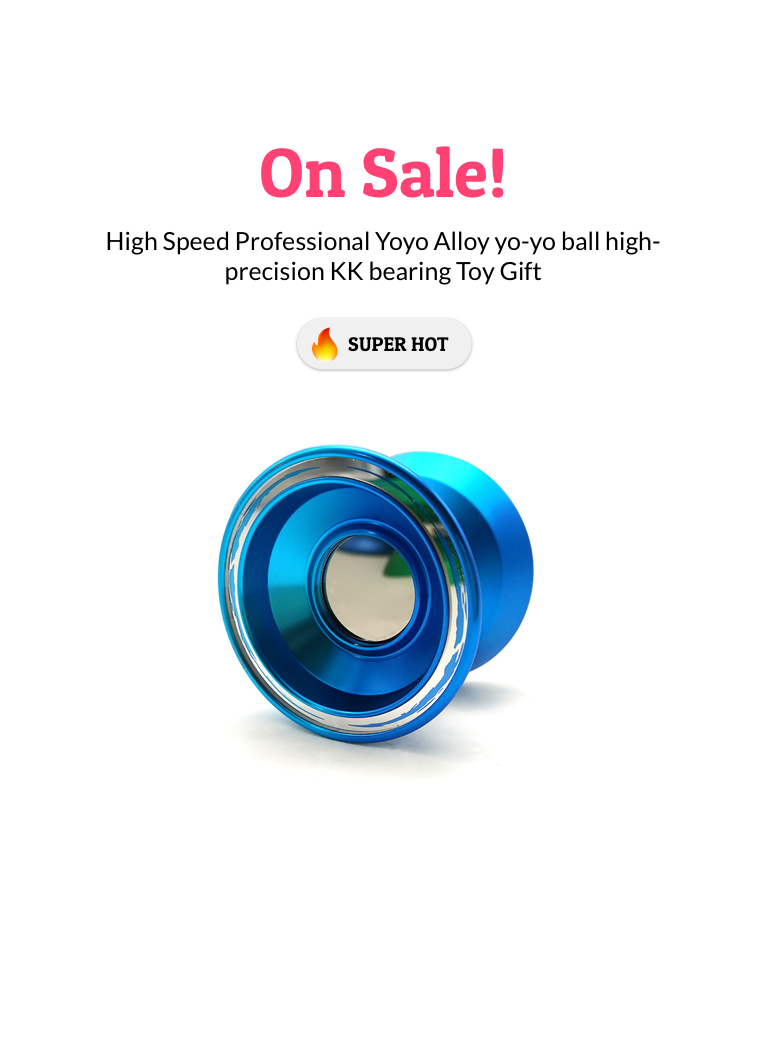 On Sale!
High Speed Professional Yoyo Alloy yo-yo ball high-
precision KK bearing Toy Gift
SUPER HOT